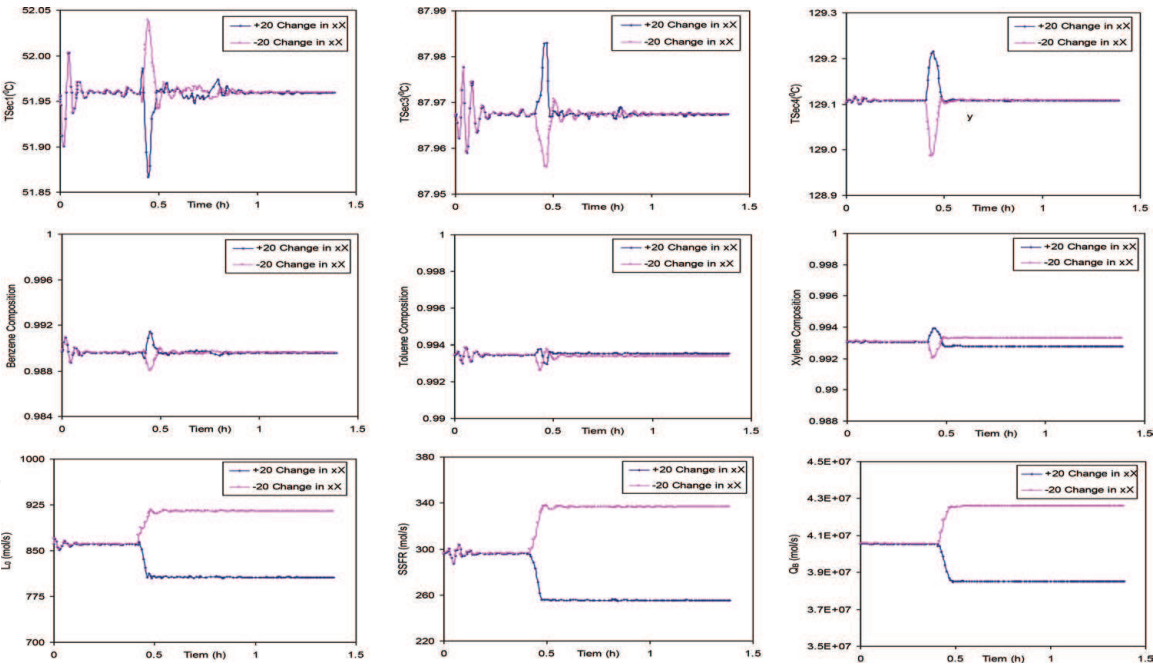 52.05
52.00
51.95
51.90
51.85
TSec1(⁰C)
+20 Change in xX
-20 Change in xX
0
0.5
1
1.5
Time (h)
87.99
87.98
87.97
87.96
87.95
TSec3(⁰C)
+20 Change in xX
-20 Change in xX
0
0.5
1
1.5
Time (h)
129.3
129.2
129.1
129.0
128.9
TSec4(⁰C)
+20 Change in xX
-20 Change in xX
y
0
0.5
1
1.5
Time (h)
1
0.996
0.992
0.988
0.984
Benzene Composition
+20 Change in xX
-20 Change in xX
0
0.5
1
1.5
Tiem (h)
1
0.998
0.996
0.994
0.992
0.99
Toluene Composition
+20 Change in xX
-20 Change in xX
0
0.5
1
1.5
Tiem (h)
1
0.998
0.996
0.994
0.992
0.99
0.988
Xylene Composition
+20 Change in xX
-20 Change in xX
0
0.5
1
1.5
Tiem (h)
1000
925
850
775
700
L₀ (mol/s)
+20 Change in xX
-20 Change in xX
0
0.5
1
1.5
Tiem (h)
380
340
300
260
220
SSFR (mol/s)
+20 Change in xX
-20 Change in xX
0
0.5
1
1.5
Tiem (h)
4.5E+07
4.3E+07
4.1E+07
3.9E+07
3.7E+07
3.5E+07
Q_B (mol/s)
+20 Change in xX
-20 Change in xX
0
0.5
1
1.5
Tiem (h)